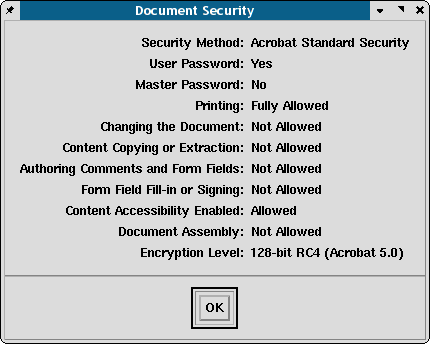 Document Security
Security Method: Acrobat Standard Security
User Password: Yes
Master Password: No
Printing: Fully Allowed
Changing the Document: Not Allowed
Content Copying or Extraction: Not Allowed
Authoring Comments and Form Fields: Not Allowed
Form Field Fill-in or Signing: Not Allowed
Content Accessibility Enabled: Allowed
Document Assembly: Not Allowed
Encryption Level: 128-bit RC4 (Acrobat 5.0)
OK